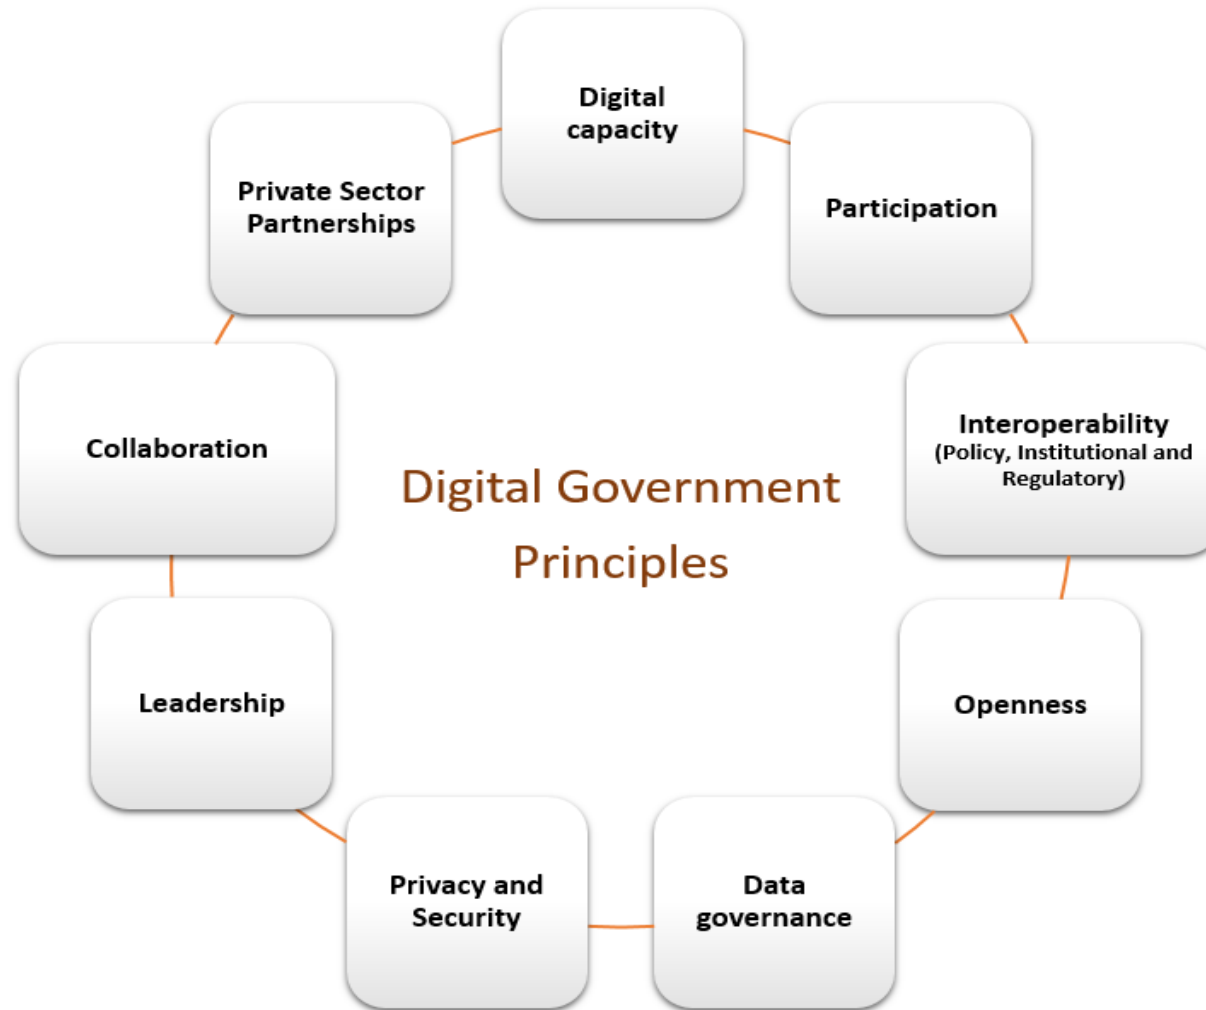 Digital
capacity
Participation
Interoperability
(Policy, Institutional and
Regulatory)
Openness
Data
governance
Privacy and
Security
Leadership
Collaboration
Private Sector
Partnerships
Digital Government
Principles